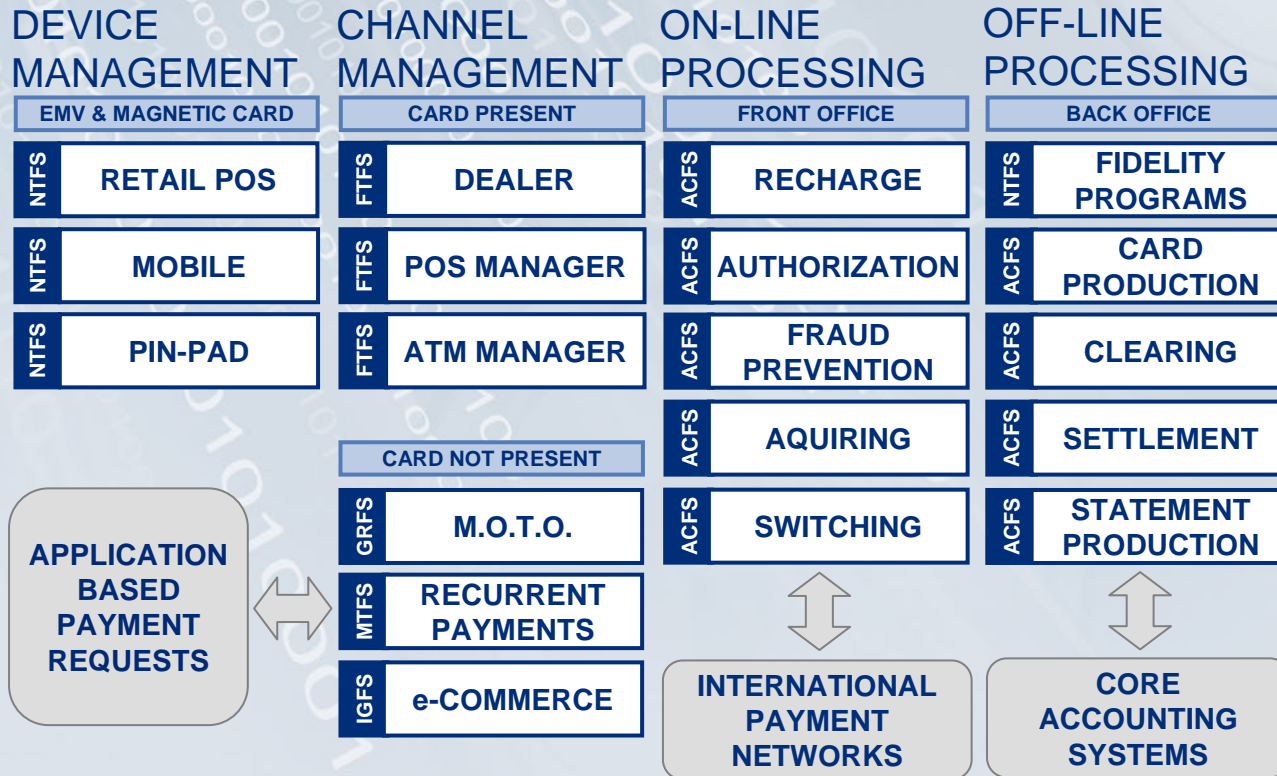 DEVICE
MANAGEMENT
EMV & MAGNETIC CARD
NTFS
RETAIL POS
NTFS
MOBILE
NTFS
PIN-PAD
APPLICATION
BASED
PAYMENT
REQUESTS
CHANNEL
MANAGEMENT
CARD PRESENT
FTFS
DEALER
FTFS
POS MANAGER
FTFS
ATM MANAGER
CARD NOT PRESENT
GRFS
M.O.T.O.
MTFS
RECURRENT
PAYMENTS
IGFS
e-COMMERCE
ON-LINE
PROCESSING
FRONT OFFICE
ACFS
RECHARGE
ACFS
AUTHORIZATION
ACFS
FRAUD
PREVENTION
ACFS
AQUIRING
ACFS
SWITCHING
INTERNATIONAL
PAYMENT
NETWORKS
OFF-LINE
PROCESSING
BACK OFFICE
NTFS
FIDELITY
PROGRAMS
ACFS
CARD
PRODUCTION
ACFS
CLEARING
ACFS
SETTLEMENT
ACFS
STATEMENT
PRODUCTION
CORE
ACCOUNTING
SYSTEMS